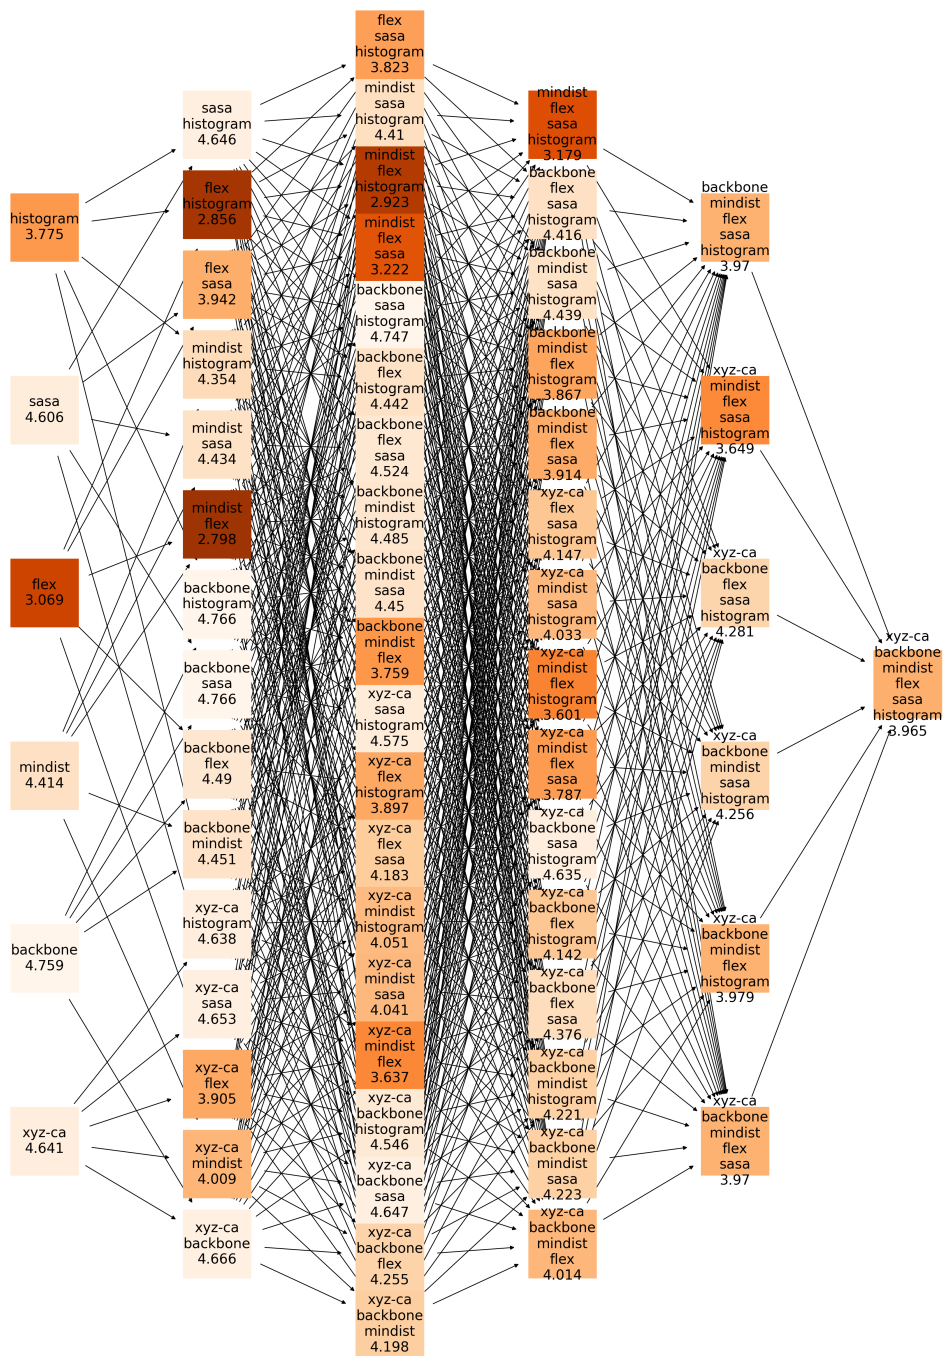 histogram
3.775
sasa
4.606
flex
3.069
mindist
4.414
backbone
4.759
xyz-ca
4.641
sasa
histogram
4.646
flex
histogram
2.856
flex
sasa
3.942
mindist
histogram
4.354
mindist
sasa
4.434
mindist
flex
2.798
backbone
histogram
4.766
backbone
sasa
4.766
backbone
flex
4.49
backbone
mindist
4.451
xyz-ca
histogram
4.638
xyz-ca
sasa
4.653
xyz-ca
flex
3.905
xyz-ca
mindist
4.009
xyz-ca
backbone
4.666
flex
sasa
histogram
3.823
mindist
sasa
histogram
4.41
mindist
flex
histogram
2.923
mindist
flex
sasa
3.222
backbone
sasa
histogram
4.747
backbone
flex
histogram
4.442
backbone
flex
sasa
4.524
backbone
mindist
histogram
4.485
backbone
mindist
sasa
4.45
backbone
mindist
flex
3.759
xyz-ca
sasa
histogram
4.575
xyz-ca
flex
histogram
3.897
xyz-ca
flex
sasa
4.183
xyz-ca
mindist
histogram
4.051
xyz-ca
mindist
sasa
4.041
xyz-ca
mindist
flex
3.637
xyz-ca
backbone
histogram
4.546
xyz-ca
backbone
sasa
4.647
xyz-ca
backbone
flex
4.255
xyz-ca
backbone
mindist
4.198
mindist
flex
sasa
histogram
3.179
backbone
flex
sasa
histogram
4.416
backbone
mindist
sasa
histogram
4.439
backbone
mindist
flex
histogram
3.867
backbone
mindist
flex
sasa
3.914
xyz-ca
flex
sasa
histogram
4.147
xyz-ca
mindist
sasa
histogram
4.033
xyz-ca
mindist
flex
histogram
3.601
xyz-ca
mindist
flex
sasa
3.787
xyz-ca
backbone
sasa
histogram
4.635
xyz-ca
backbone
flex
histogram
4.142
xyz-ca
backbone
flex
sasa
4.376
xyz-ca
backbone
mindist
histogram
4.221
xyz-ca
backbone
mindist
sasa
4.223
xyz-ca
backbone
mindist
flex
4.014
backbone
mindist
flex
sasa
histogram
3.97
xyz-ca
mindist
flex
sasa
histogram
3.649
xyz-ca
backbone
flex
sasa
histogram
4.281
xyz-ca
backbone
mindist
sasa
histogram
4.256
xyz-ca
backbone
mindist
flex
histogram
3.979
xyz-ca
backbone
mindist
flex
sasa
3.97
xyz-ca
backbone
mindist
flex
sasa
histogram
3.965